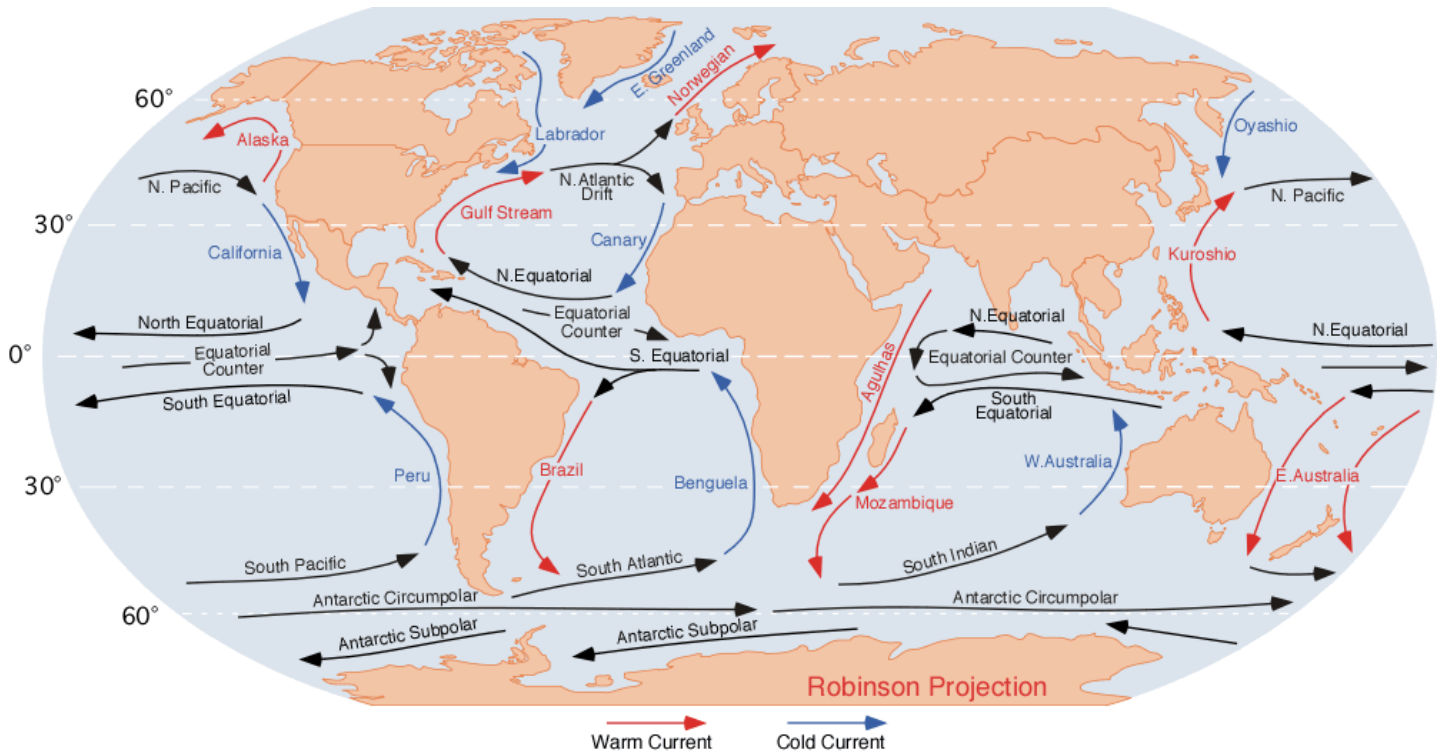 60°
30°
0°
30°
60°
Alaska
N. Pacific
California
North Equatorial
Equatorial
Counter
South Equatorial
Peru
South Pacific
Antarctic Circumpolar
Antarctic Subpolar
Labrador
E. Greenland
Norwegian
N.Atlantic
Drift
Gulf Stream
Canary
N.Equatorial
Equatorial
Counter
S. Equatorial
Brazil
Benguela
South Atlantic
Antarctic Subpolar
Agulhas
Mozambique
N.Equatorial
Equatorial Counter
South
Equatorial
W.Australia
South Indian
Antarctic Circumpolar
Oyashio
N. Pacific
Kuroshio
N.Equatorial
E.Australia
Robinson Projection
Warm Current
Cold Current